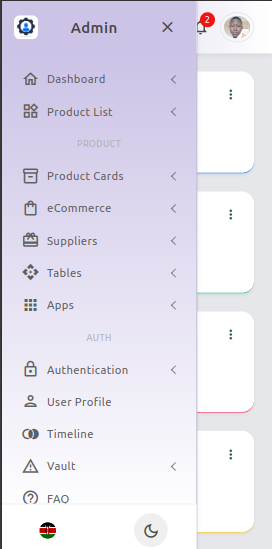 Admin
2
Dashboard
Product List
PRODUCT
Product Cards
eCommerce
Suppliers
Tables
Apps
AUTH
Authentication
User Profile
Timeline
Vault
FAQ